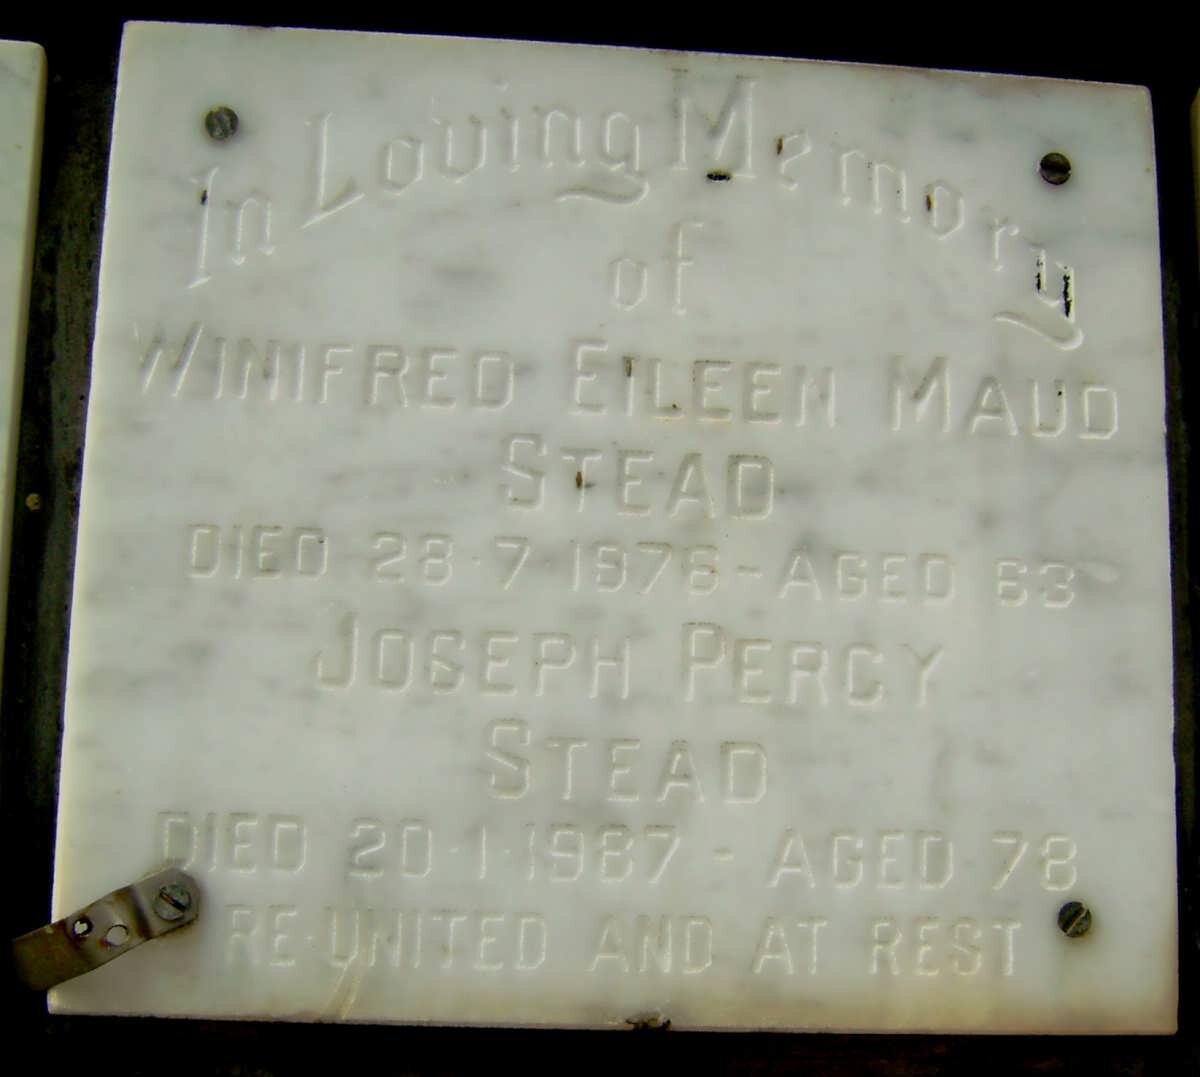 In Loving Memory
of
WINIFRED EILEEN MAUD
STEAD
DIED 28·7·1976 – AGED 63
JOSEPH PERCY
STEAD
DIED 20·1·1987 – AGED 78
RE·UNITED AND AT REST